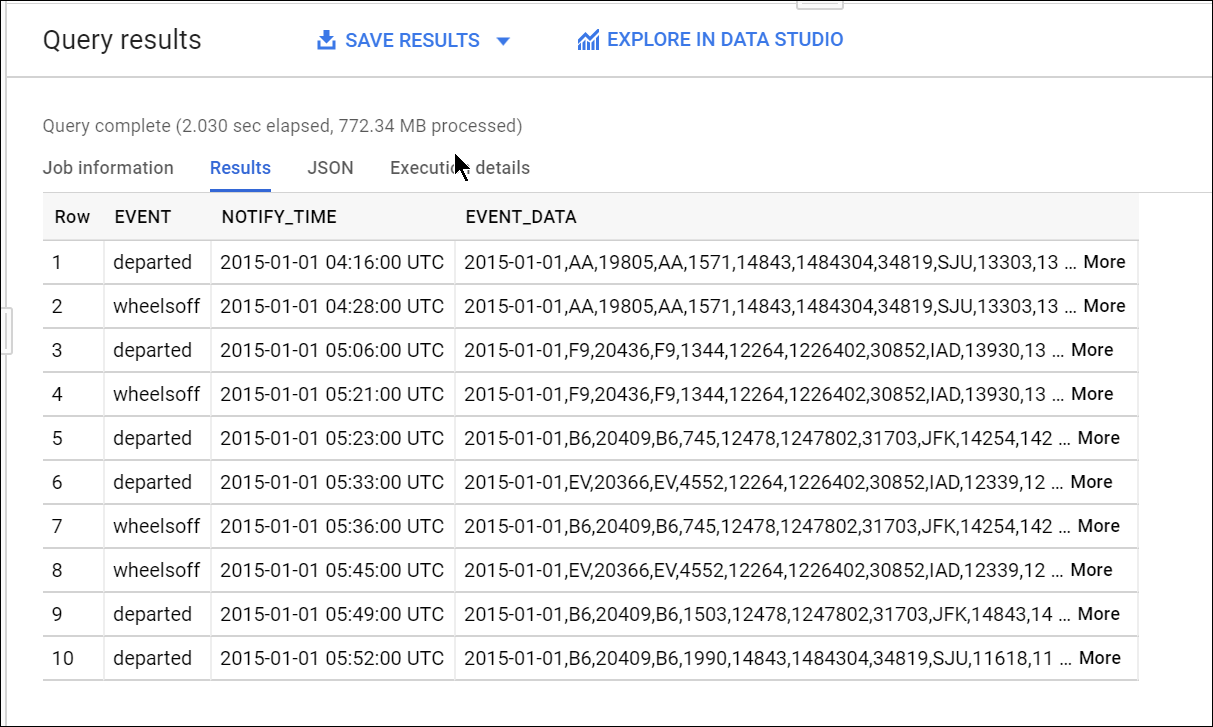 Query results SAVE RESULTS EXPLORE IN DATA STUDIO
Query complete (2.030 sec elapsed, 772.34 MB processed)
Job information Results JSON Execution details
Row EVENT NOTIFY_TIME EVENT_DATA
1 departed 2015-01-01 04:16:00 UTC 2015-01-01,AA,19805,AA,1571,14843,1484304,34819,SJU,13303,13 ... More
2 wheelsoff 2015-01-01 04:28:00 UTC 2015-01-01,AA,19805,AA,1571,14843,1484304,34819,SJU,13303,13 ... More
3 departed 2015-01-01 05:06:00 UTC 2015-01-01,F9,20436,F9,1344,12264,1226402,30852,IAD,13930,13 ... More
4 wheelsoff 2015-01-01 05:21:00 UTC 2015-01-01,F9,20436,F9,1344,12264,1226402,30852,IAD,13930,13 ... More
5 departed 2015-01-01 05:23:00 UTC 2015-01-01,B6,20409,B6,745,12478,1247802,31703,JFK,14254,142 ... More
6 departed 2015-01-01 05:33:00 UTC 2015-01-01,EV,20366,EV,4552,12264,1226402,30852,IAD,12339,12 ... More
7 wheelsoff 2015-01-01 05:36:00 UTC 2015-01-01,B6,20409,B6,745,12478,1247802,31703,JFK,14254,142 ... More
8 wheelsoff 2015-01-01 05:45:00 UTC 2015-01-01,EV,20366,EV,4552,12264,1226402,30852,IAD,12339,12 ... More
9 departed 2015-01-01 05:49:00 UTC 2015-01-01,B6,20409,B6,1503,12478,1247802,31703,JFK,14843,14 ... More
10 departed 2015-01-01 05:52:00 UTC 2015-01-01,B6,20409,B6,1990,14843,1484304,34819,SJU,11618,11 ... More